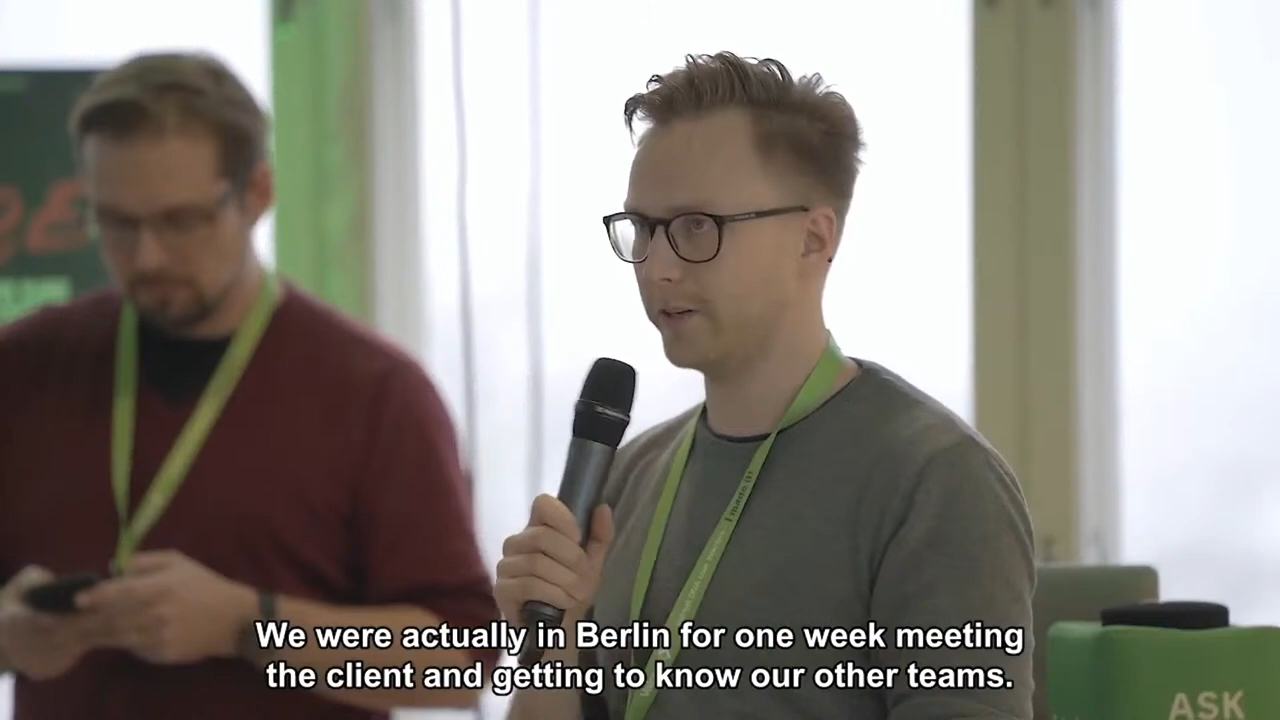 We were actually in Berlin for one week meeting
the client and getting to know our other teams.
ASK